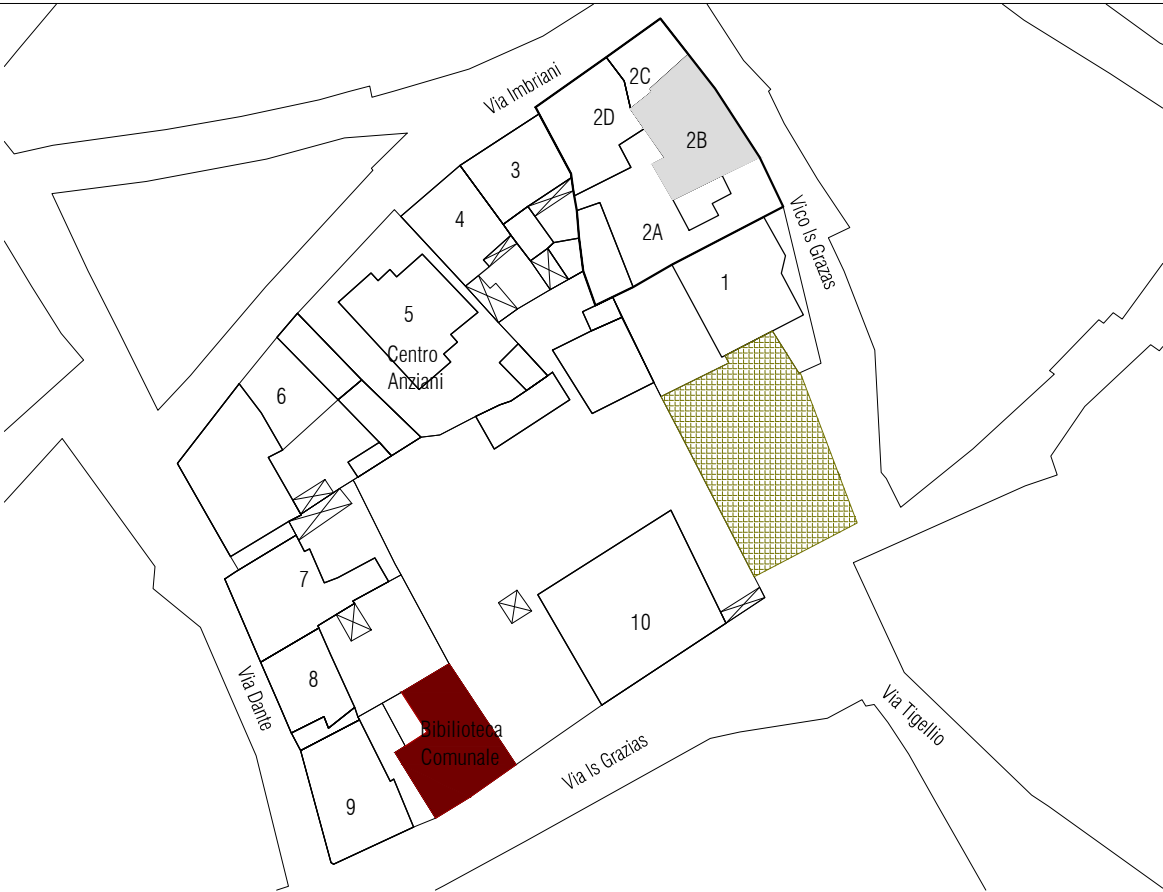 Via Imbriani
2C
2D
2B
3
4
2A
Vico Is Grazas
1
5
Centro
Anziani
6
7
10
8
Via Dante
Bibilioteca
Comunale
Via Tigellio
Via Is Grazias
9